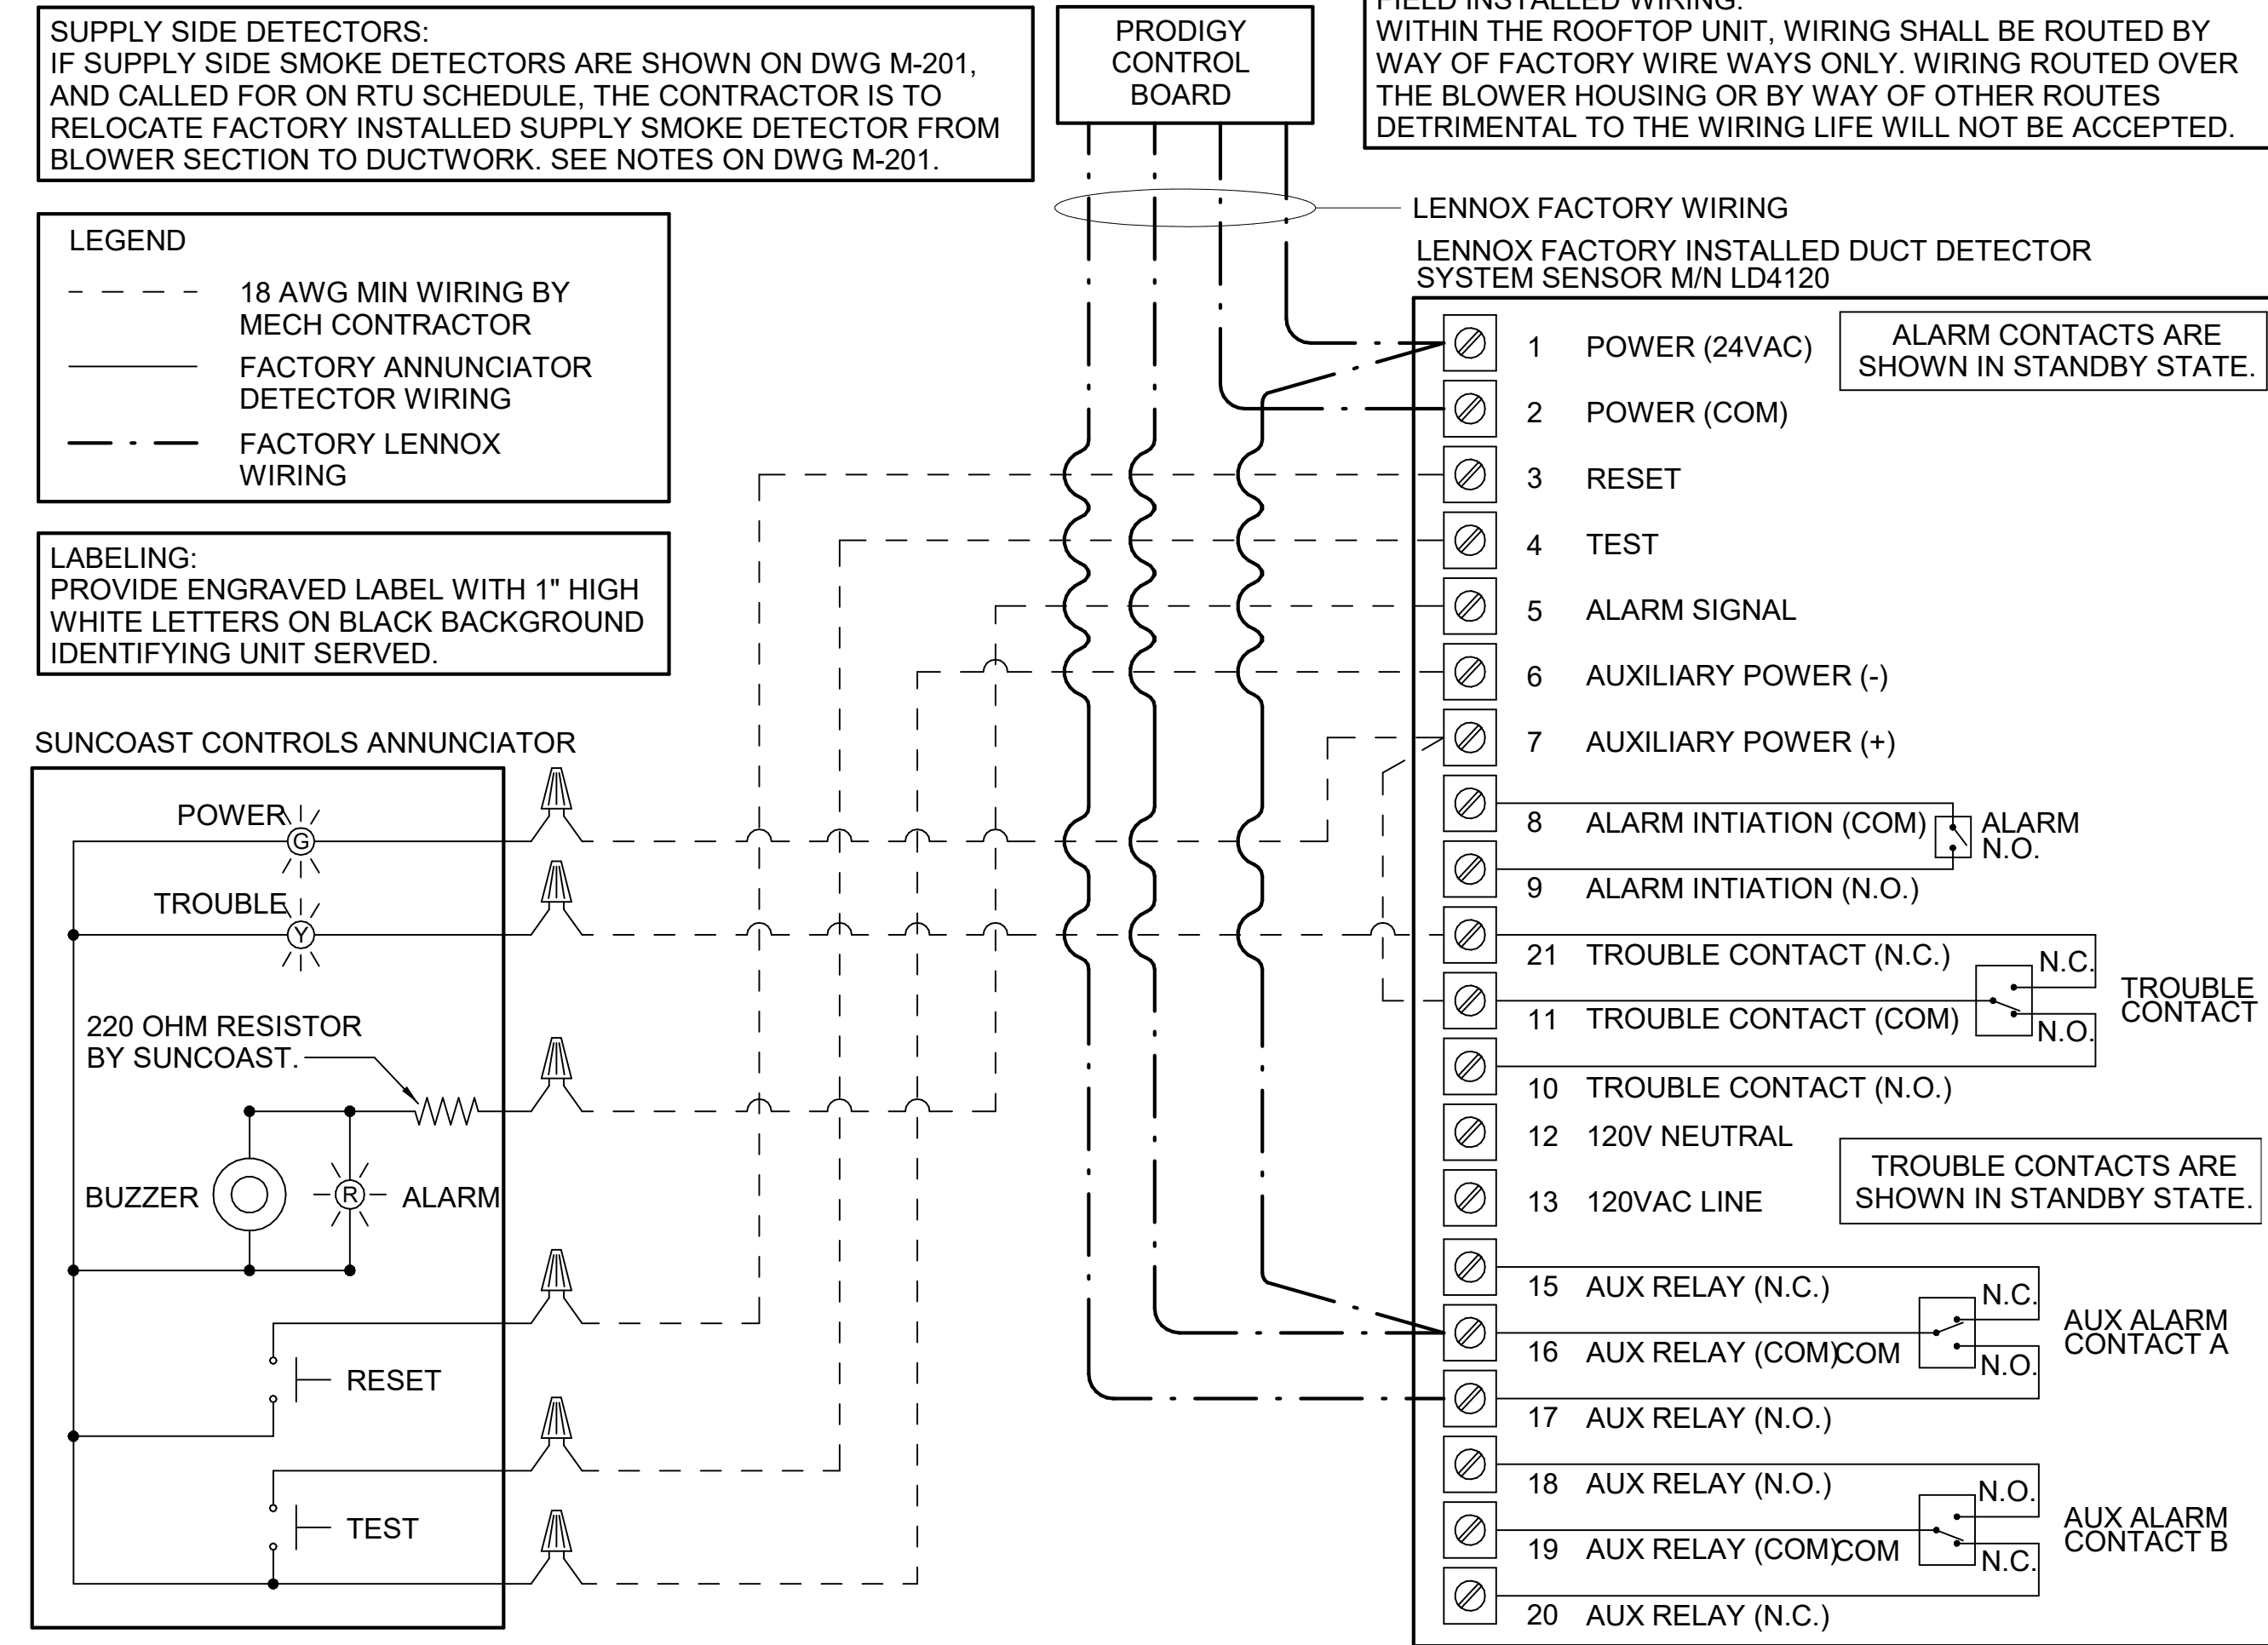 SUPPLY SIDE DETECTORS:
IF SUPPLY SIDE SMOKE DETECTORS ARE SHOWN ON DWG M-201,
AND CALLED FOR ON RTU SCHEDULE, THE CONTRACTOR IS TO
RELOCATE FACTORY INSTALLED SUPPLY SMOKE DETECTOR FROM
BLOWER SECTION TO DUCTWORK. SEE NOTES ON DWG M-201.
PRODIGY
CONTROL
BOARD
FIELD INSTALLED WIRING:
WITHIN THE ROOFTOP UNIT, WIRING SHALL BE ROUTED BY
WAY OF FACTORY WIRE WAYS ONLY. WIRING ROUTED OVER
THE BLOWER HOUSING OR BY WAY OF OTHER ROUTES
DETRIMENTAL TO THE WIRING LIFE WILL NOT BE ACCEPTED.
LEGEND
18 AWG MIN WIRING BY
MECH CONTRACTOR
FACTORY ANNUNCIATOR
DETECTOR WIRING
FACTORY LENNOX
WIRING
LABELING:
PROVIDE ENGRAVED LABEL WITH 1" HIGH
WHITE LETTERS ON BLACK BACKGROUND
IDENTIFYING UNIT SERVED.
SUNCOAST CONTROLS ANNUNCIATOR
POWER
G
TROUBLE
Y
220 OHM RESISTOR
BY SUNCOAST.
BUZZER
R
ALARM
RESET
TEST
LENNOX FACTORY WIRING
LENNOX FACTORY INSTALLED DUCT DETECTOR
SYSTEM SENSOR M/N LD4120
1 POWER (24VAC)
ALARM CONTACTS ARE
SHOWN IN STANDBY STATE.
2 POWER (COM)
3 RESET
4 TEST
5 ALARM SIGNAL
6 AUXILIARY POWER (-)
7 AUXILIARY POWER (+)
8 ALARM INTIATION (COM)
ALARM
N.O.
9 ALARM INTIATION (N.O.)
21 TROUBLE CONTACT (N.C.)
N.C.
11 TROUBLE CONTACT (COM)
N.O.
TROUBLE
CONTACT
10 TROUBLE CONTACT (N.O.)
12 120V NEUTRAL
13 120VAC LINE
TROUBLE CONTACTS ARE
SHOWN IN STANDBY STATE.
15 AUX RELAY (N.C.)
N.C.
16 AUX RELAY (COM)COM
N.O.
AUX ALARM
CONTACT A
17 AUX RELAY (N.O.)
18 AUX RELAY (N.O.)
N.O.
19 AUX RELAY (COM)COM
N.C.
AUX ALARM
CONTACT B
20 AUX RELAY (N.C.)